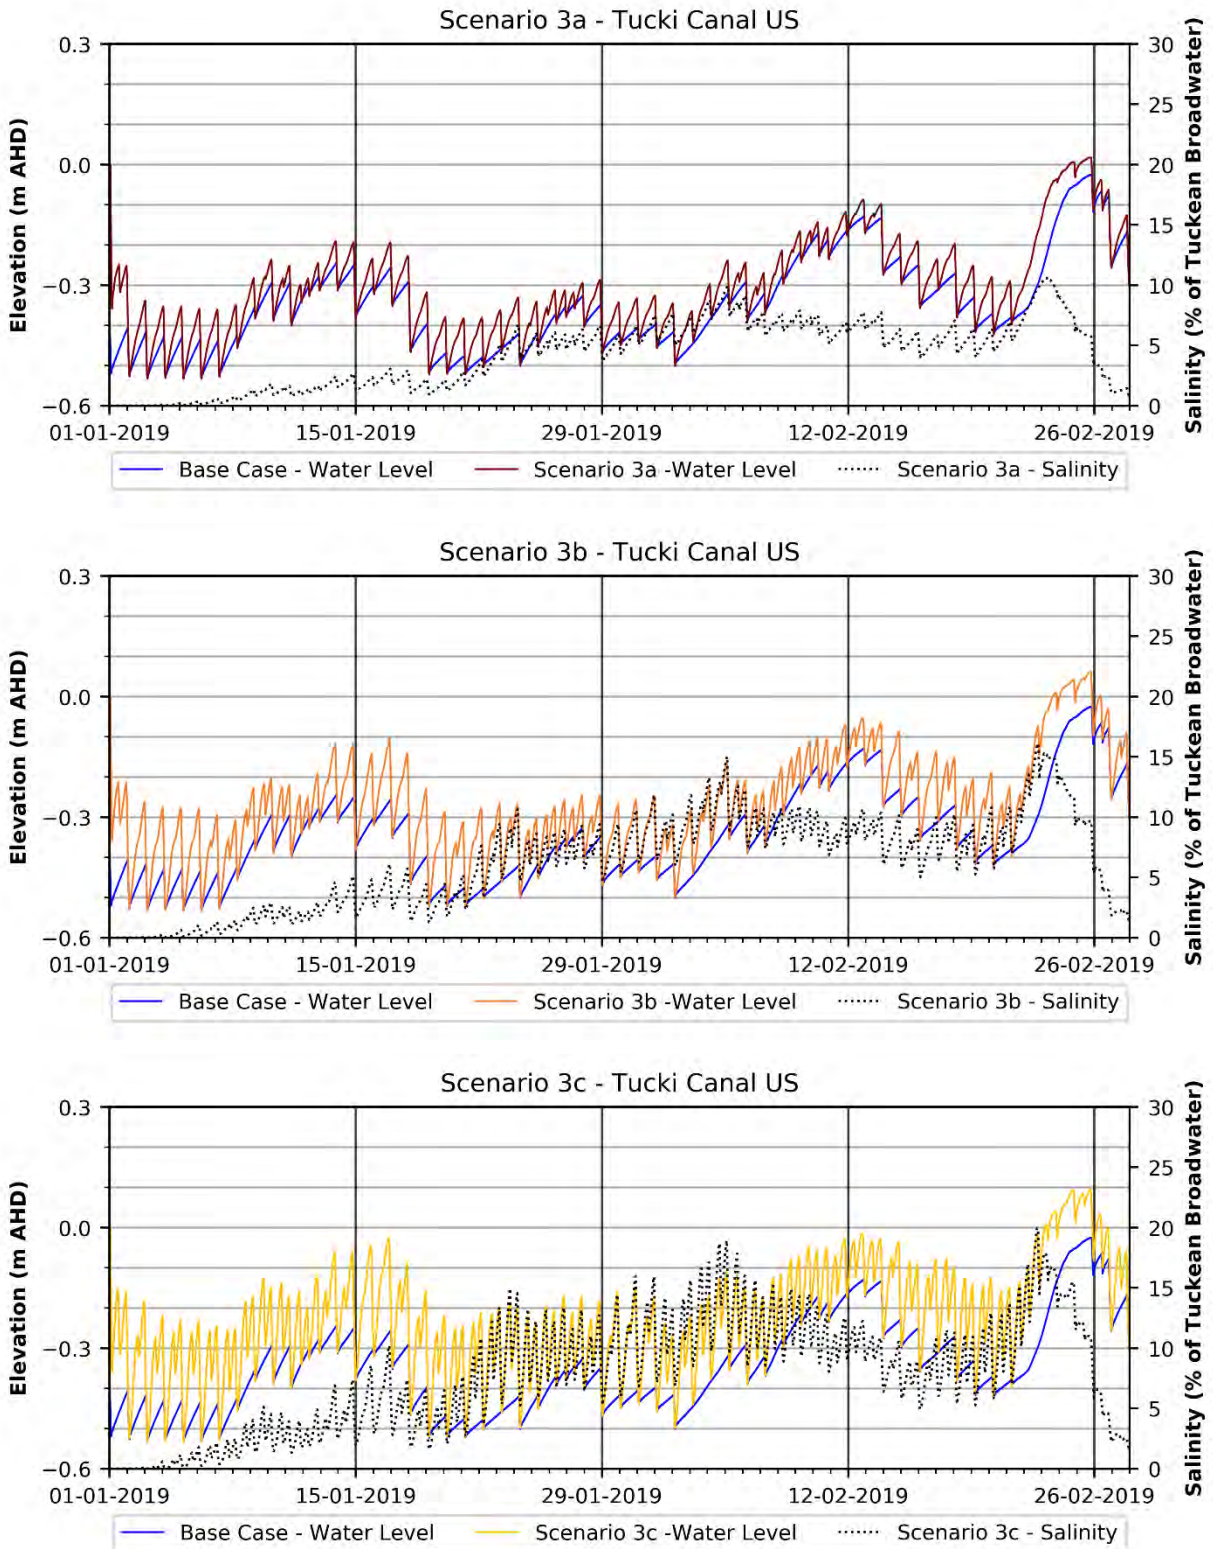 Scenario 3a - Tucki Canal US
Elevation (m AHD)
0.3
0.0
−0.3
−0.6
30
25
20
15
10
5
0
Salinity (% of Tuckean Broadwater)
01-01-2019 15-01-2019 29-01-2019 12-02-2019 26-02-2019
Base Case - Water Level Scenario 3a -Water Level Scenario 3a - Salinity
Scenario 3b - Tucki Canal US
Elevation (m AHD)
0.3
0.0
−0.3
−0.6
30
25
20
15
10
5
0
Salinity (% of Tuckean Broadwater)
01-01-2019 15-01-2019 29-01-2019 12-02-2019 26-02-2019
Base Case - Water Level Scenario 3b -Water Level Scenario 3b - Salinity
Scenario 3c - Tucki Canal US
Elevation (m AHD)
0.3
0.0
−0.3
−0.6
30
25
20
15
10
5
0
Salinity (% of Tuckean Broadwater)
01-01-2019 15-01-2019 29-01-2019 12-02-2019 26-02-2019
Base Case - Water Level Scenario 3c -Water Level Scenario 3c - Salinity